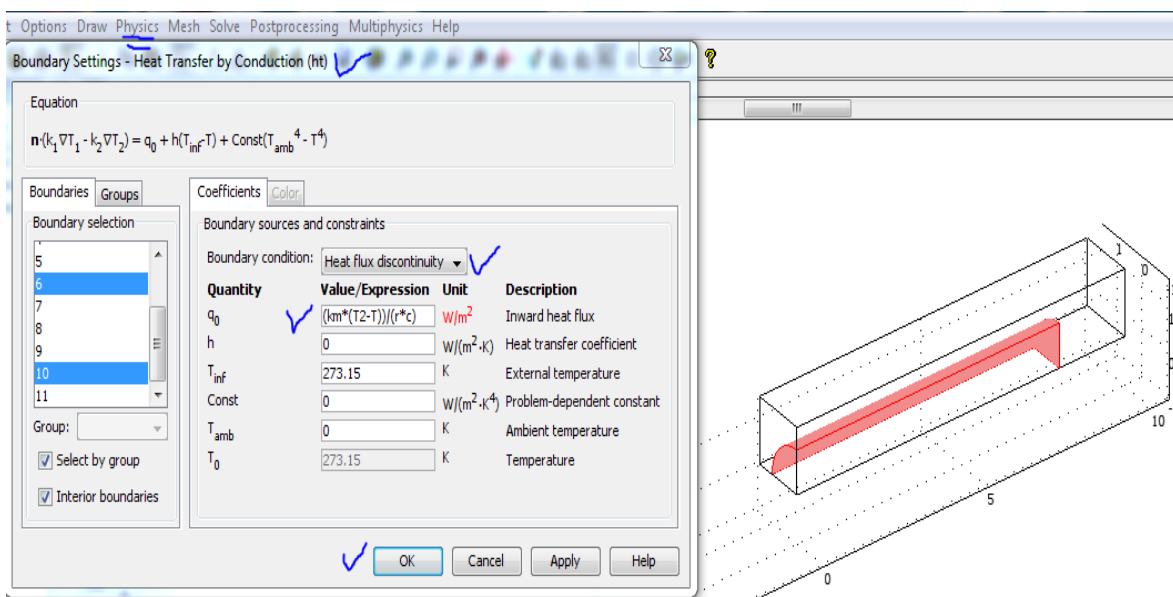 t Options Draw Physics Mesh Solve Postprocessing Multiphysics Help
Boundary Settings - Heat Transfer by Conduction (ht)
?
Equation
n·(k₁∇T₁ - k₂∇T₂) = q₀ + h(T_inf-T) + Const(T_amb⁴ - T⁴)
Boundaries Groups
Boundary selection
5
6
7
8
9
10
11
Group:
Select by group
Interior boundaries
Coefficients Color
Boundary sources and constraints
Boundary condition: Heat flux discontinuity
Quantity Value/Expression Unit Description
q₀ (km*(T2-T))/(r*c) W/m² Inward heat flux
h 0 W/(m²·K) Heat transfer coefficient
T_inf 273.15 K External temperature
Const 0 W/(m²·K⁴) Problem-dependent constant
T_amb 0 K Ambient temperature
T₀ 273.15 K Temperature
OK Cancel Apply Help
1
0
10
5
0